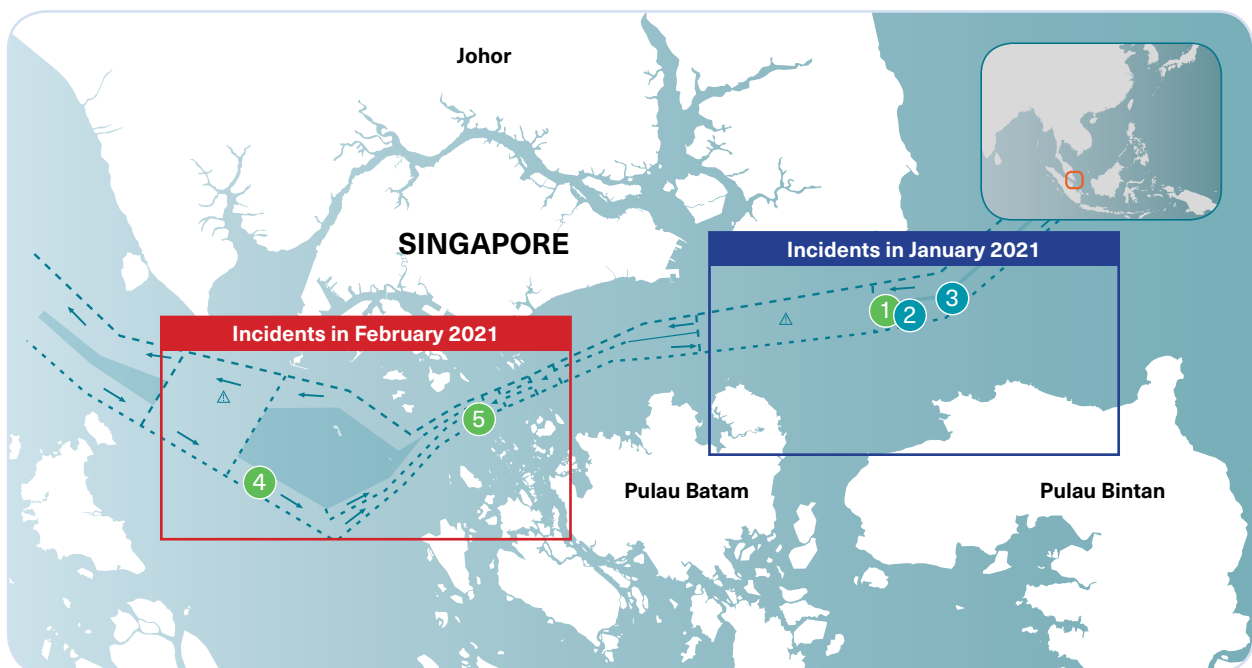 Johor
SINGAPORE
Incidents in January 2021
1
2
3
Incidents in February 2021
5
4
Pulau Batam
Pulau Bintan